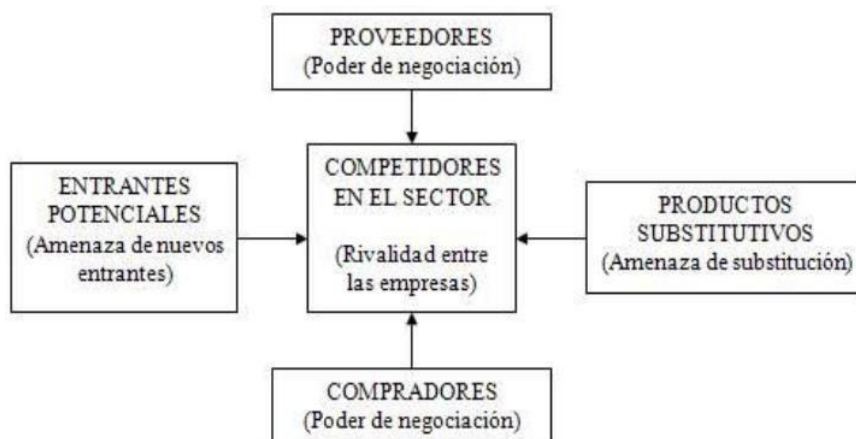 PROVEEDORES
(Poder de negociación)
ENTRANTES
POTENCIALES
(Amenaza de nuevos
entrantes)
COMPETIDORES
EN EL SECTOR
(Rivalidad entre
las empresas)
PRODUCTOS
SUBSTITUTIVOS
(Amenaza de substitución)
COMPRADORES
(Poder de negociación)